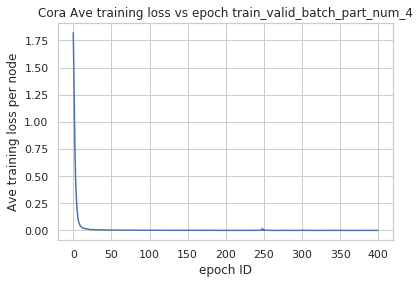 Cora Ave training loss vs epoch train_valid_batch_part_num_4
Ave training loss per node
1.75
1.50
1.25
1.00
0.75
0.50
0.25
0.00
0 50 100 150 200 250 300 350 400
epoch ID